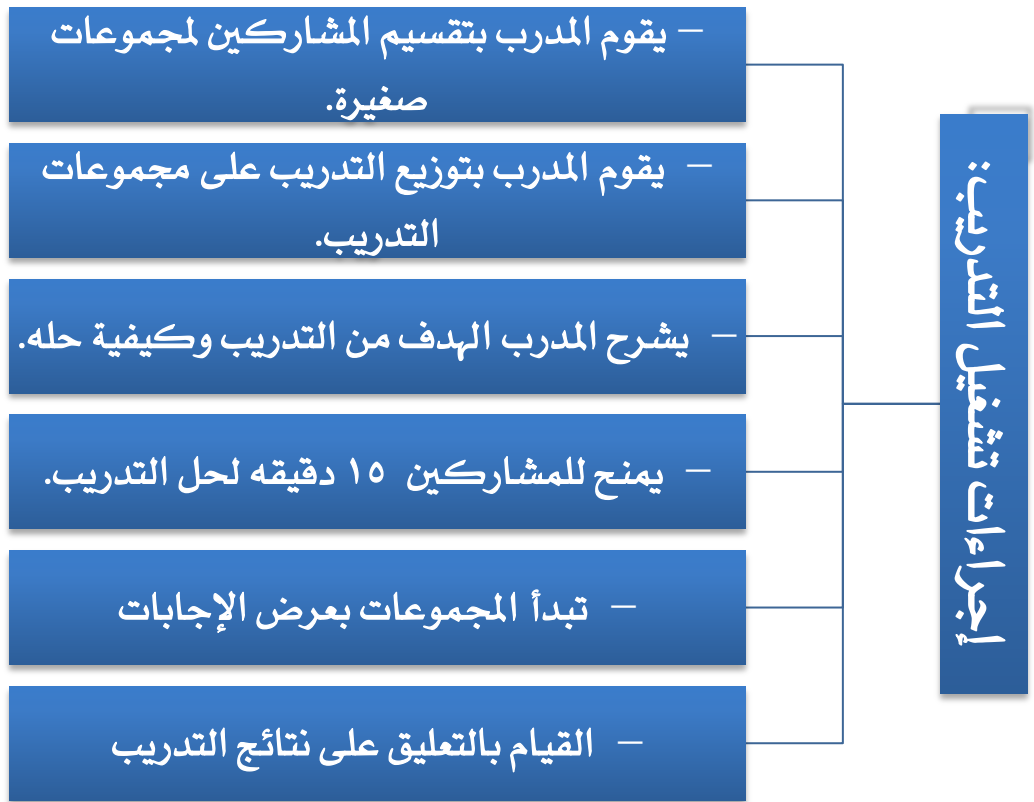 إجراءات تشغيل التدريب:
– يقوم المدرب بتقسيم المشاركين لمجموعات
صغيرة.
– يقوم المدرب بتوزيع التدريب على مجموعات
التدريب.
– يشرح المدرب الهدف من التدريب وكيفية حله.
– يمنح للمشاركين ١٥ دقيقه لحل التدريب.
– تبدأ المجموعات بعرض الإجابات
– القيام بالتعليق على نتائج التدريب